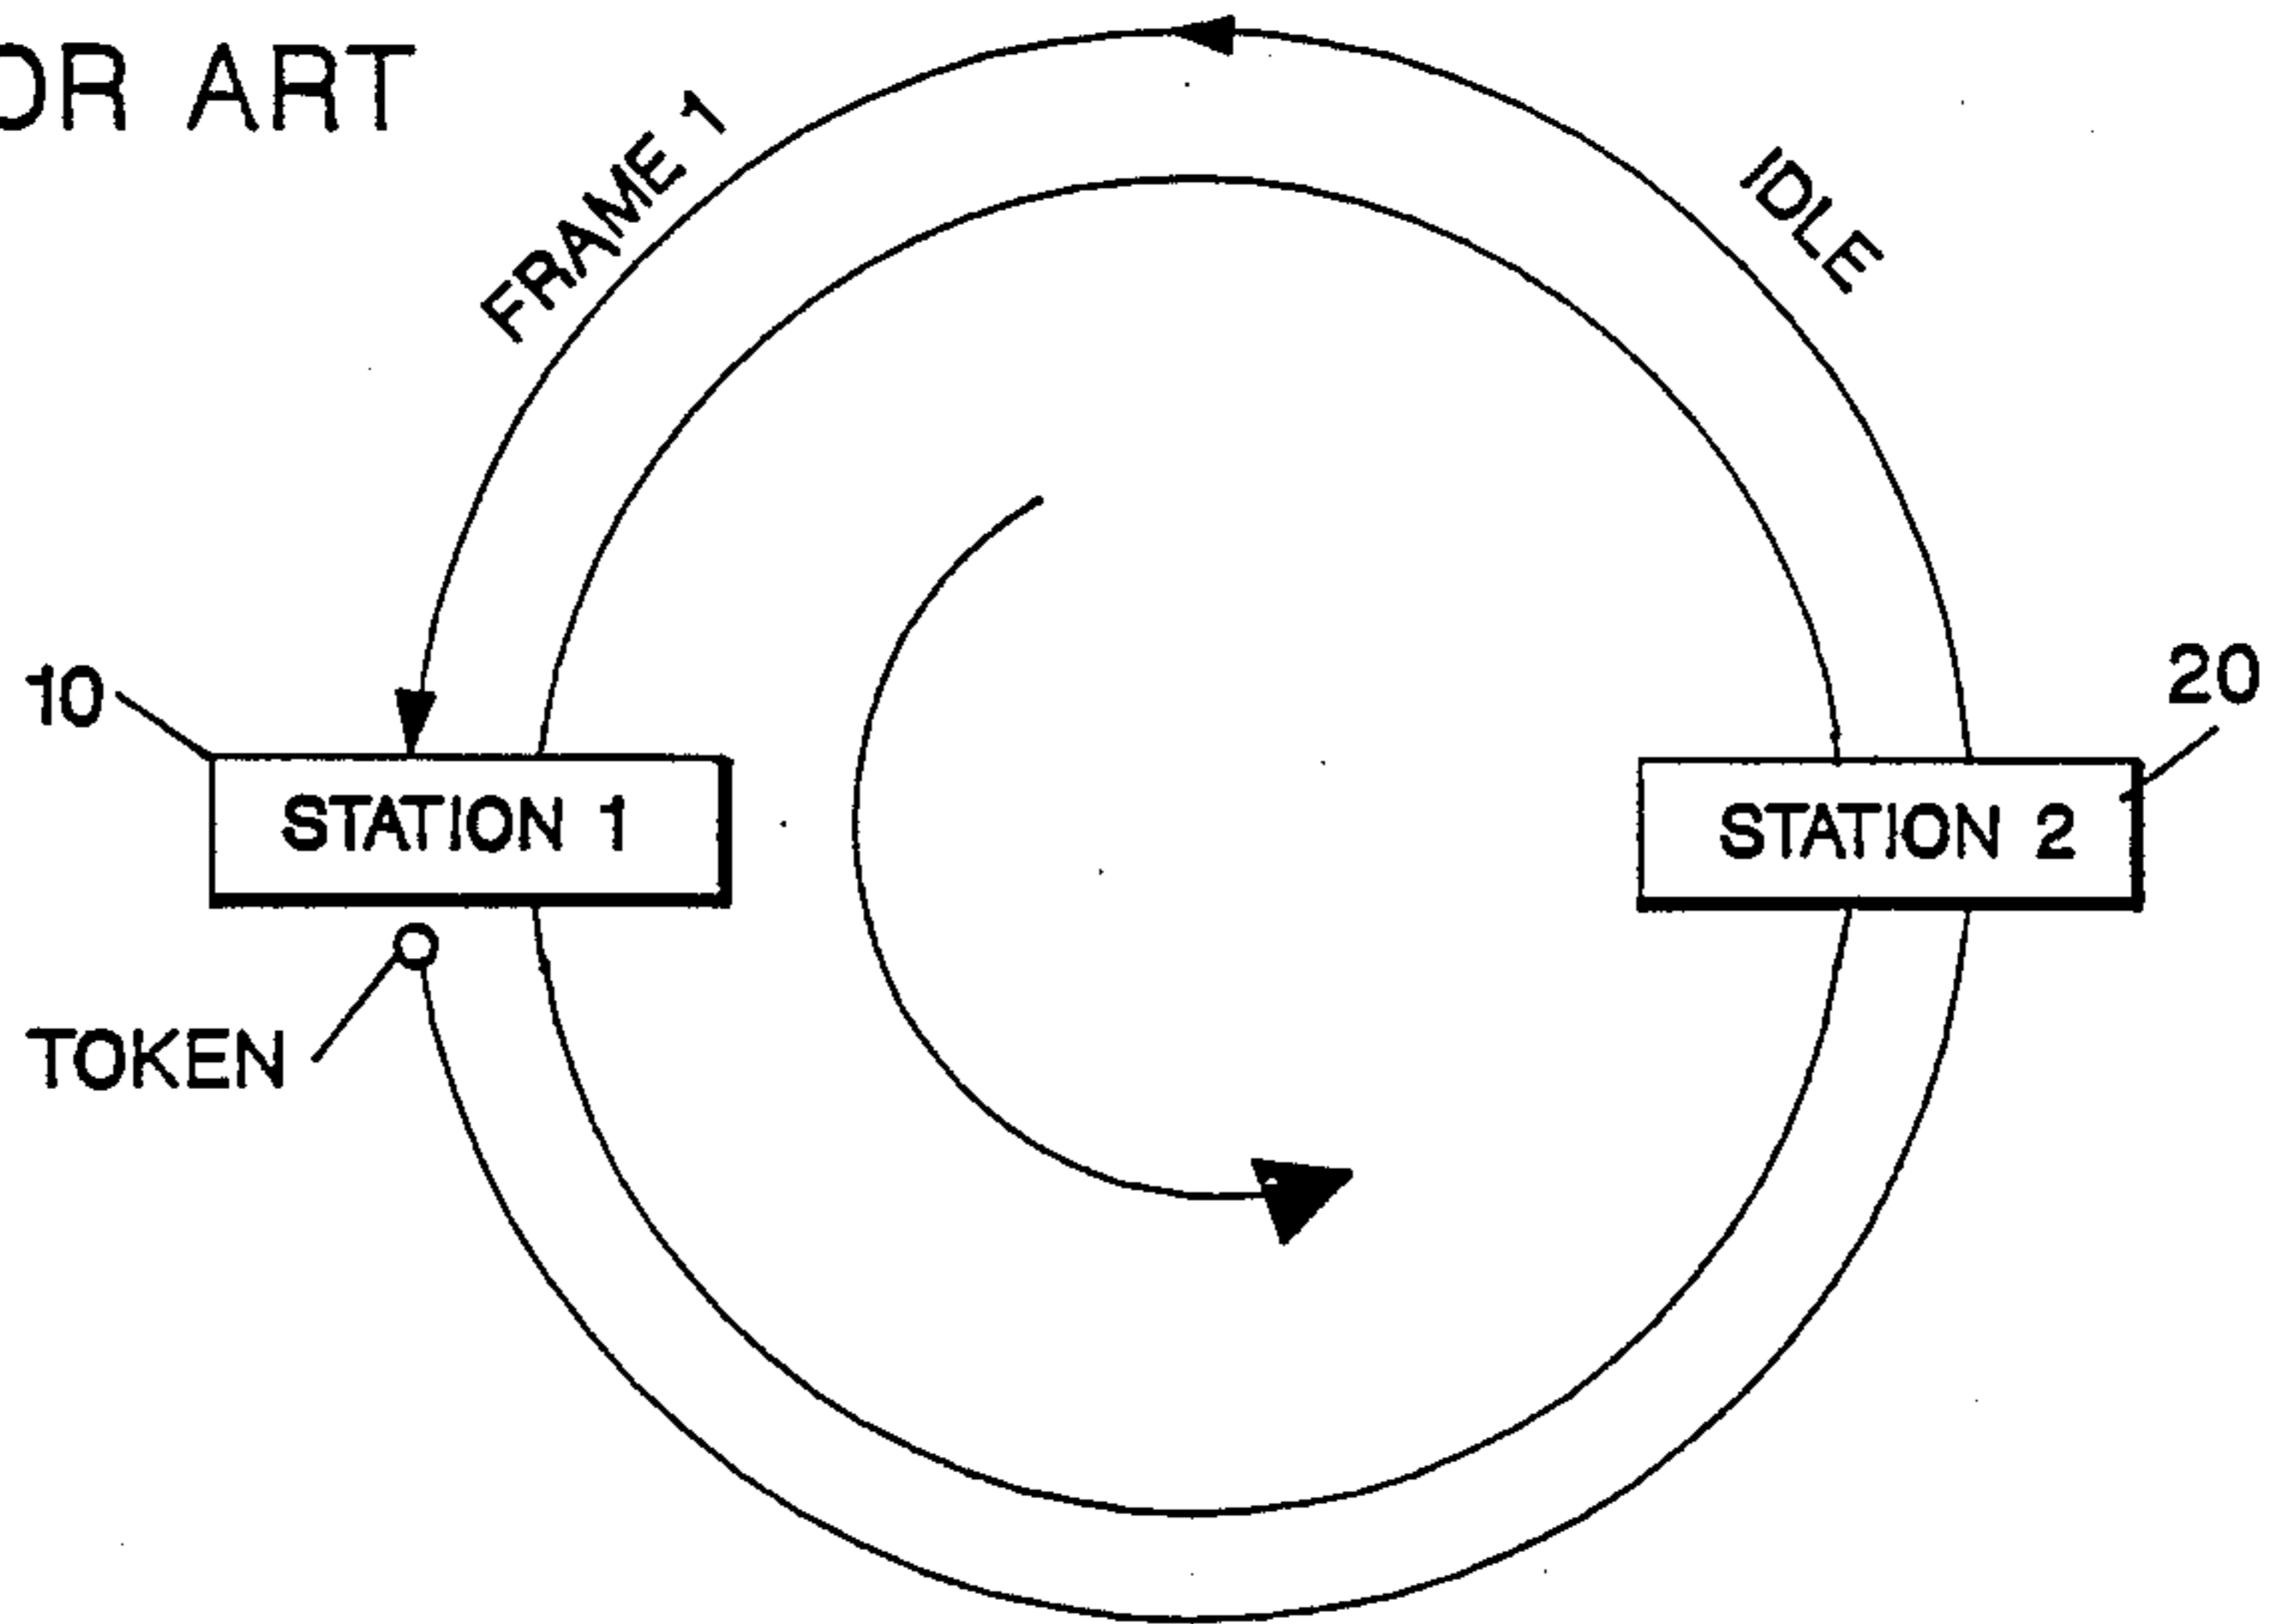 OR ART
FRAME 1
IDLE
10
20
STATION 1
STATION 2
TOKEN